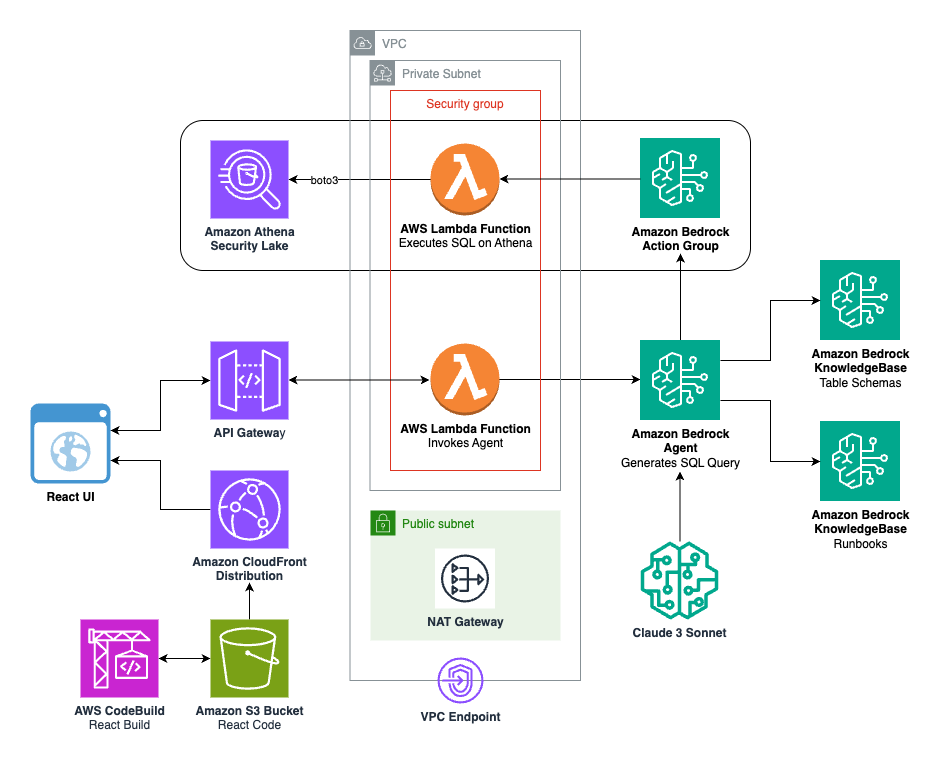 VPC
Private Subnet
Security group
boto3
Amazon Athena
Security Lake
AWS Lambda Function
Executes SQL on Athena
Amazon Bedrock
Action Group
Amazon Bedrock
KnowledgeBase
Table Schemas
</>
API Gateway
AWS Lambda Function
Invokes Agent
Amazon Bedrock
Agent
Generates SQL Query
React UI
Amazon Bedrock
KnowledgeBase
Runbooks
Public subnet
Amazon CloudFront
Distribution
NAT Gateway
Claude 3 Sonnet
</>
AWS CodeBuild
React Build
Amazon S3 Bucket
React Code
VPC Endpoint